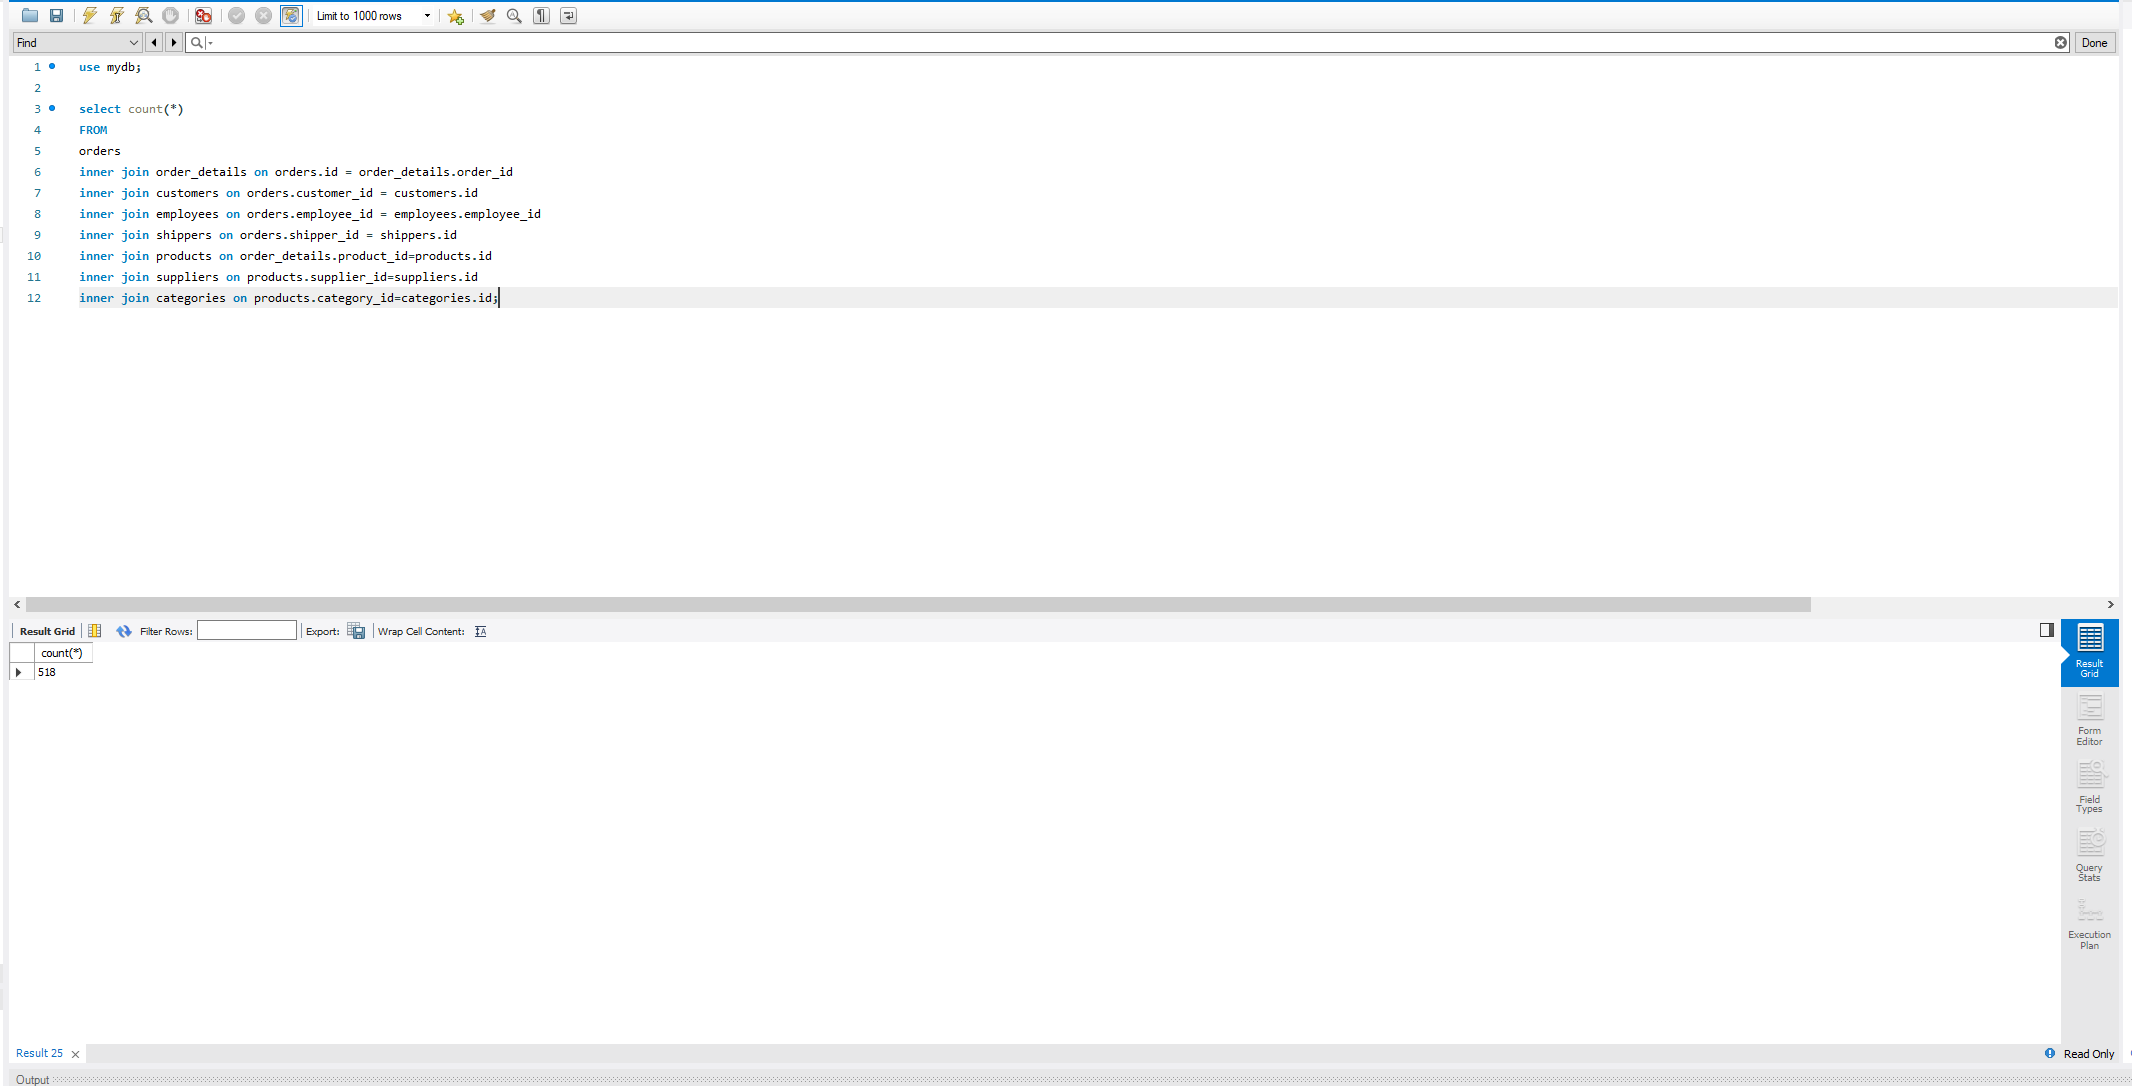 Limit to 1000 rows
Find
Done
1 use mydb;
2
3 select count(*)
4 FROM
5 orders
6 inner join order_details on orders.id = order_details.order_id
7 inner join customers on orders.customer_id = customers.id
8 inner join employees on orders.employee_id = employees.employee_id
9 inner join shippers on orders.shipper_id = shippers.id
10 inner join products on order_details.product_id=products.id
11 inner join suppliers on products.supplier_id=suppliers.id
12 inner join categories on products.category_id=categories.id;
Result Grid Filter Rows: Export: Wrap Cell Content:
count(*)
518
Result
Grid
Form
Editor
Field
Types
Query
Stats
Execution
Plan
Result 25
Read Only
Output